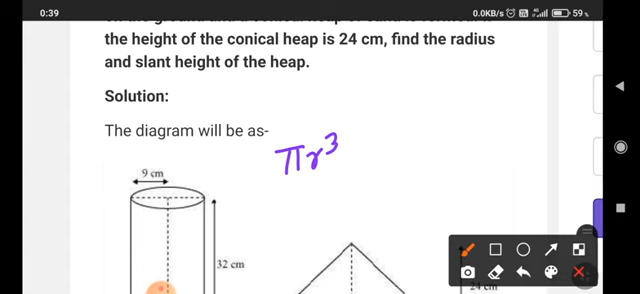 0:39 0.0KB/s 4G 59%
the height of the conical heap is 24 cm, find the radius
and slant height of the heap.
Solution:
The diagram will be as-
πr³
9 cm
32 cm
24 cm